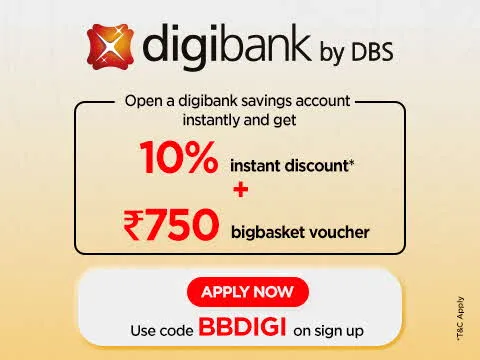 digibank by DBS
Open a digibank savings account
instantly and get
10% instant discount*
+
₹750 bigbasket voucher
APPLY NOW
Use code BBDIGI on sign up
*T&C Apply